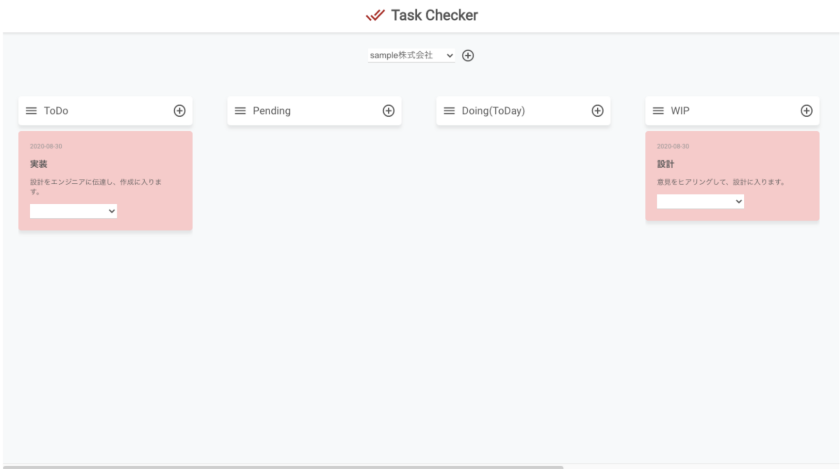 Task Checker
sample株式会社
ToDo
Pending
Doing(ToDay)
WIP
2020-08-30
実装
設計をエンジニアに伝達し、作成に入りま
す。
2020-08-30
設計
意見をヒアリングして、設計に入ります。